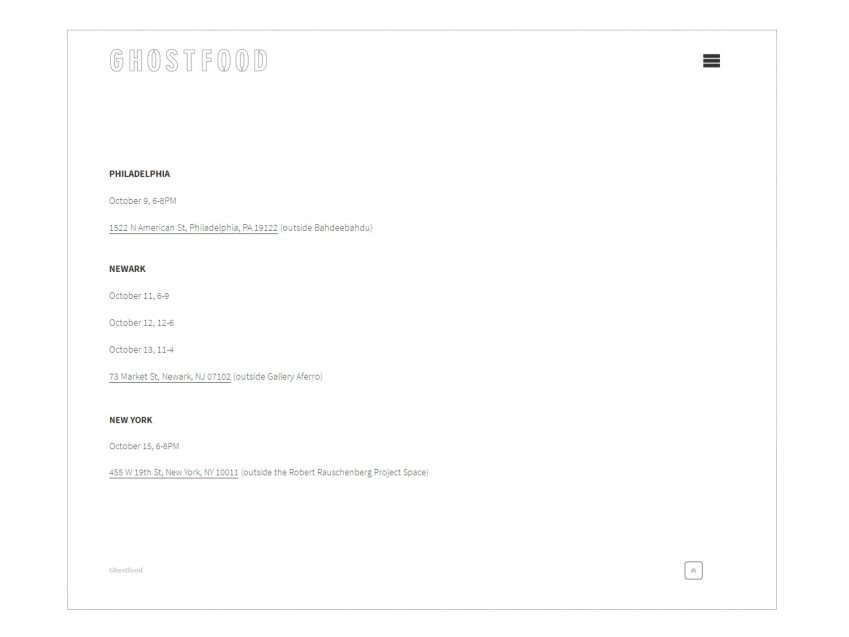 GHOSTFOOD
PHILADELPHIA
October 9, 6-8PM
1522 N American St, Philadelphia, PA 19122 (outside Bahdeebahdu)
NEWARK
October 11, 6-9
October 12, 12-6
October 13, 11-4
73 Market St, Newark, NJ 07102 (outside Gallery Aferro)
NEW YORK
October 15, 6-8PM
455 W 19th St, New York, NY 10011 (outside the Robert Rauschenberg Project Space)
Ghostfood